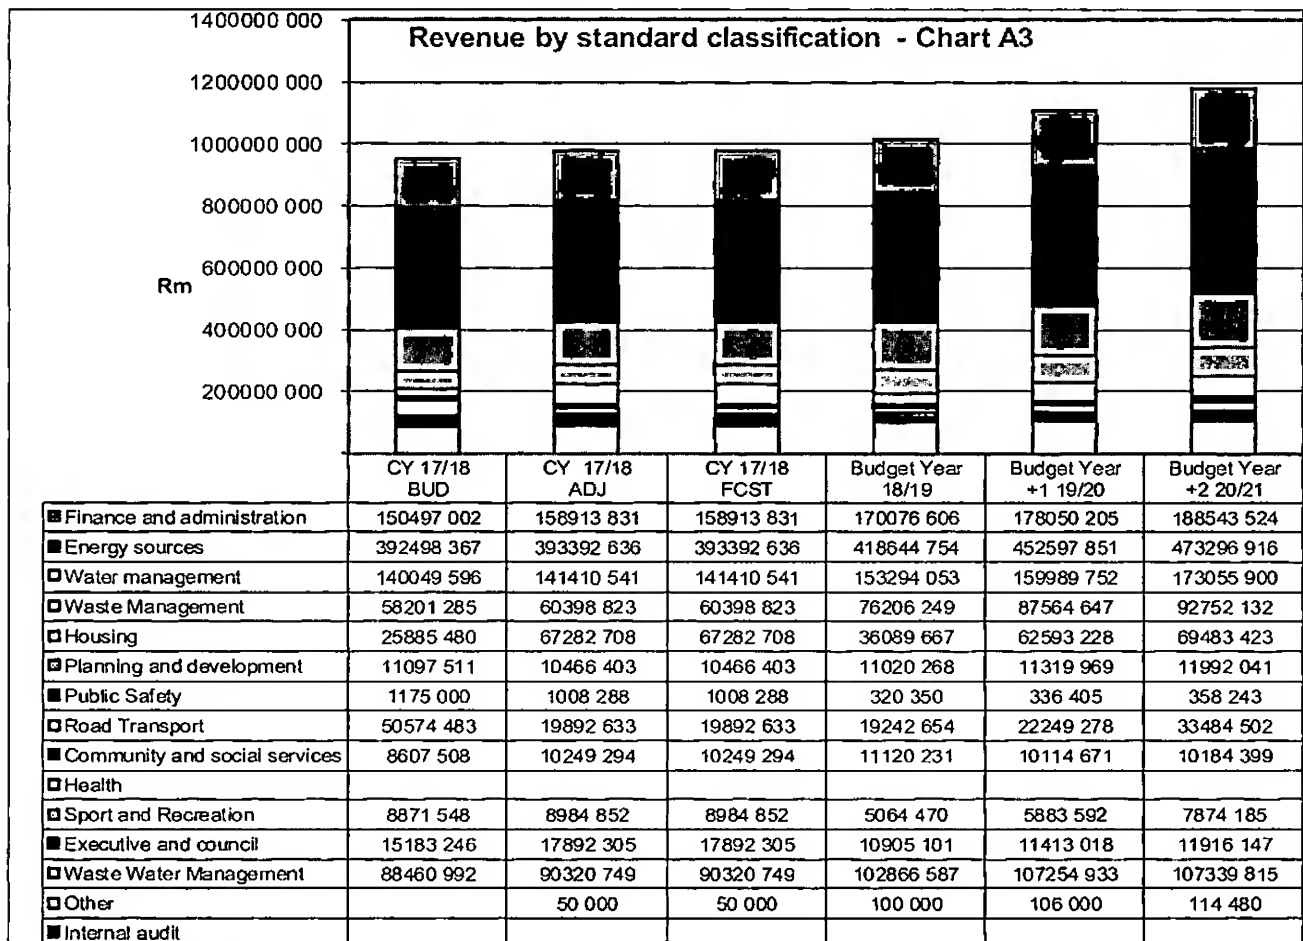 Revenue by standard classification - Chart A3
1400000 000
1200000 000
1000000 000
800000 000
600000 000
Rm
400000 000
200000 000
CY 17/18 BUD CY 17/18 ADJ CY 17/18 FCST Budget Year 18/19 Budget Year +1 19/20 Budget Year +2 20/21
Finance and administration 150497 002 158913 831 158913 831 170076 606 178050 205 188543 524
Energy sources 392498 367 393392 636 393392 636 418644 754 452597 851 473296 916
Water management 140049 596 141410 541 141410 541 153294 053 159989 752 173055 900
Waste Management 58201 285 60398 823 60398 823 76206 249 87564 647 92752 132
Housing 25885 480 67282 708 67282 708 36089 667 62593 228 69483 423
Planning and development 11097 511 10466 403 10466 403 11020 268 11319 969 11992 041
Public Safety 1175 000 1008 288 1008 288 320 350 336 405 358 243
Road Transport 50574 483 19892 633 19892 633 19242 654 22249 278 33484 502
Community and social services 8607 508 10249 294 10249 294 11120 231 10114 671 10184 399
Health
Sport and Recreation 8871 548 8984 852 8984 852 5064 470 5883 592 7874 185
Executive and council 15183 246 17892 305 17892 305 10905 101 11413 018 11916 147
Waste Water Management 88460 992 90320 749 90320 749 102866 587 107254 933 107339 815
Other 50 000 50 000 100 000 106 000 114 480
Internal audit